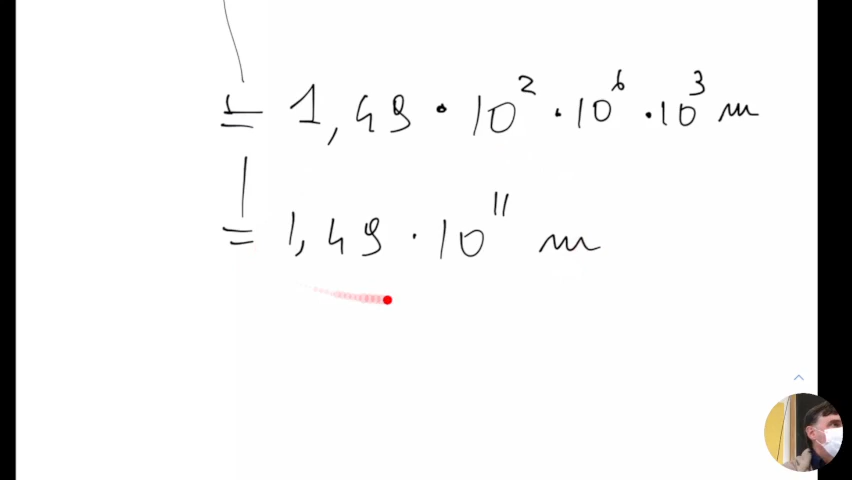 = 1,49 · 10² · 10⁶ · 10³ m
= 1,49 · 10¹¹ m